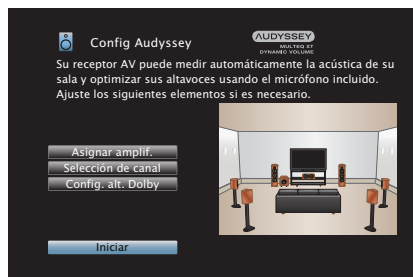 Config Audyssey
AUDYSSEY
MULTEQ XT
DYNAMIC VOLUME
Su receptor AV puede medir automáticamente la acústica de su
sala y optimizar sus altavoces usando el micrófono incluido.
Ajuste los siguientes elementos si es necesario.
Asignar amplif.
Selección de canal
Config. alt. Dolby
Iniciar